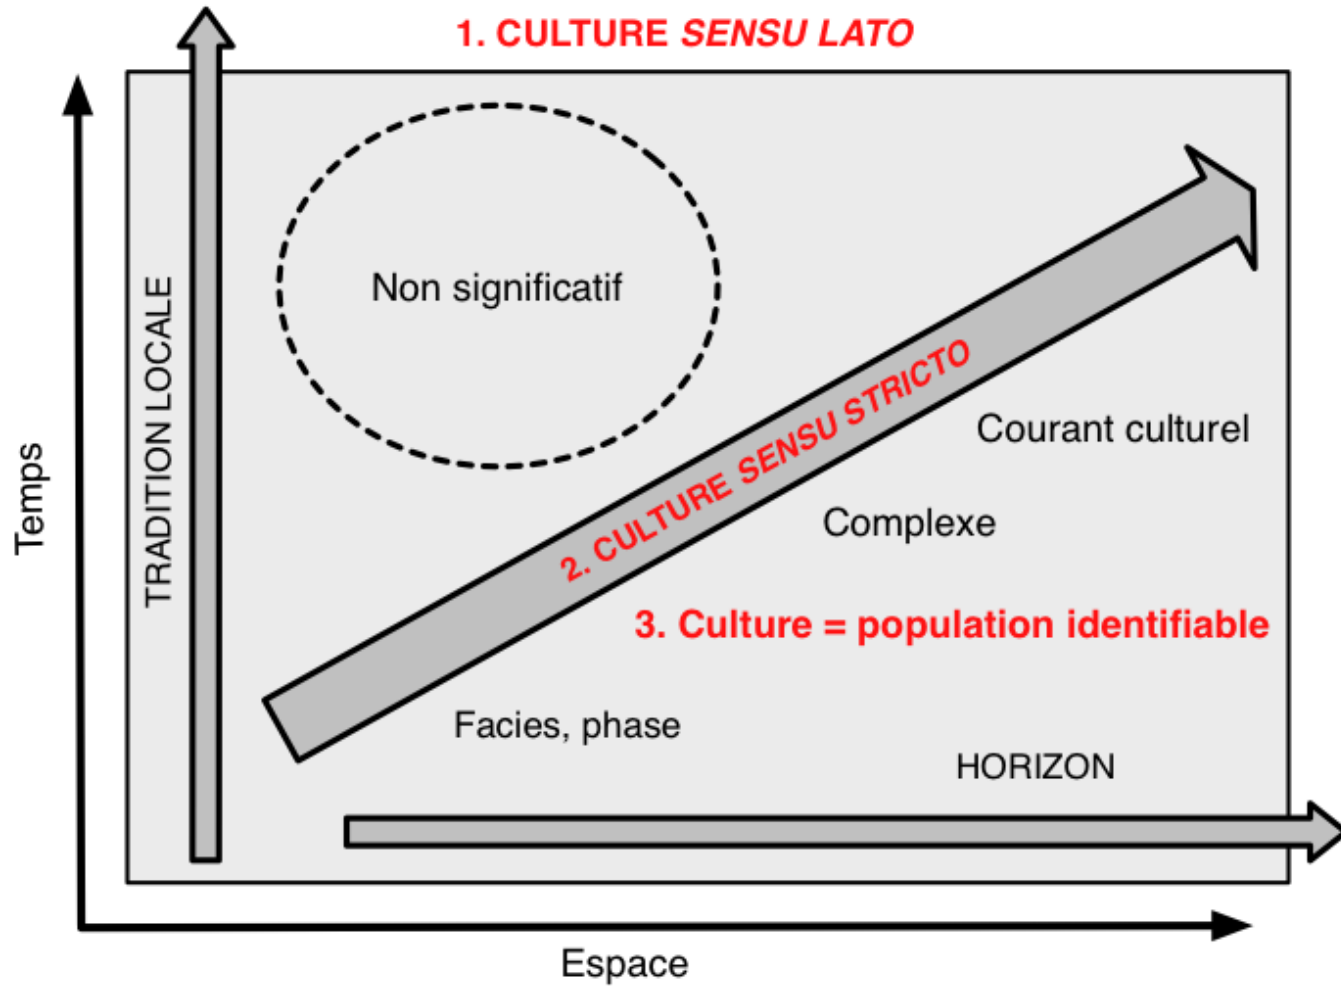 1. CULTURE SENSU LATO
Non significatif
TRADITION LOCALE
Temps
2. CULTURE SENSU STRICTO
Courant culturel
Complexe
3. Culture = population identifiable
Facies, phase
HORIZON
Espace